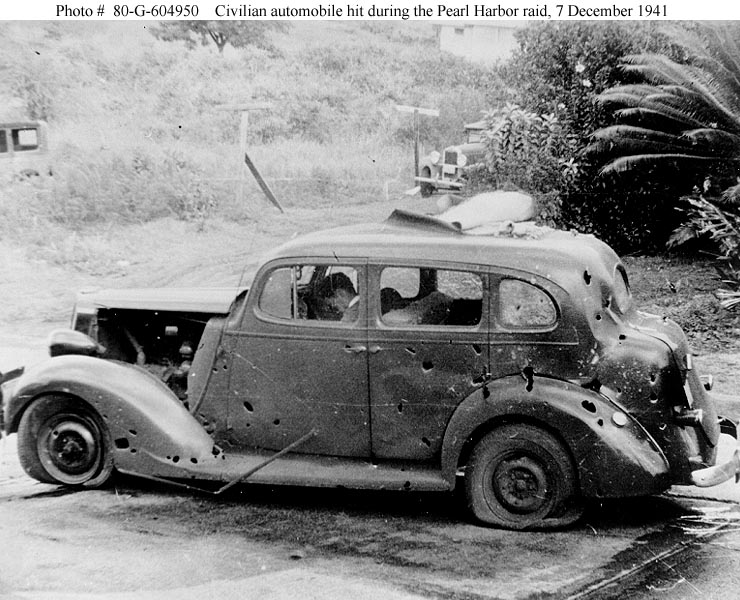 Photo # 80-G-604950 Civilian automobile hit during the Pearl Harbor raid, 7 December 1941